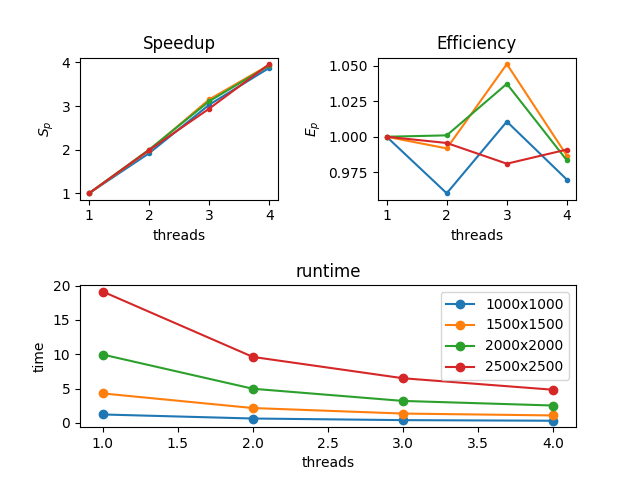 Speedup
4
3
2
1
S_p
1 2 3 4
threads
Efficiency
1.050
1.025
1.000
0.975
E_p
1 2 3 4
threads
runtime
20
15
10
5
0
time
1000x1000
1500x1500
2000x2000
2500x2500
1.0 1.5 2.0 2.5 3.0 3.5 4.0
threads